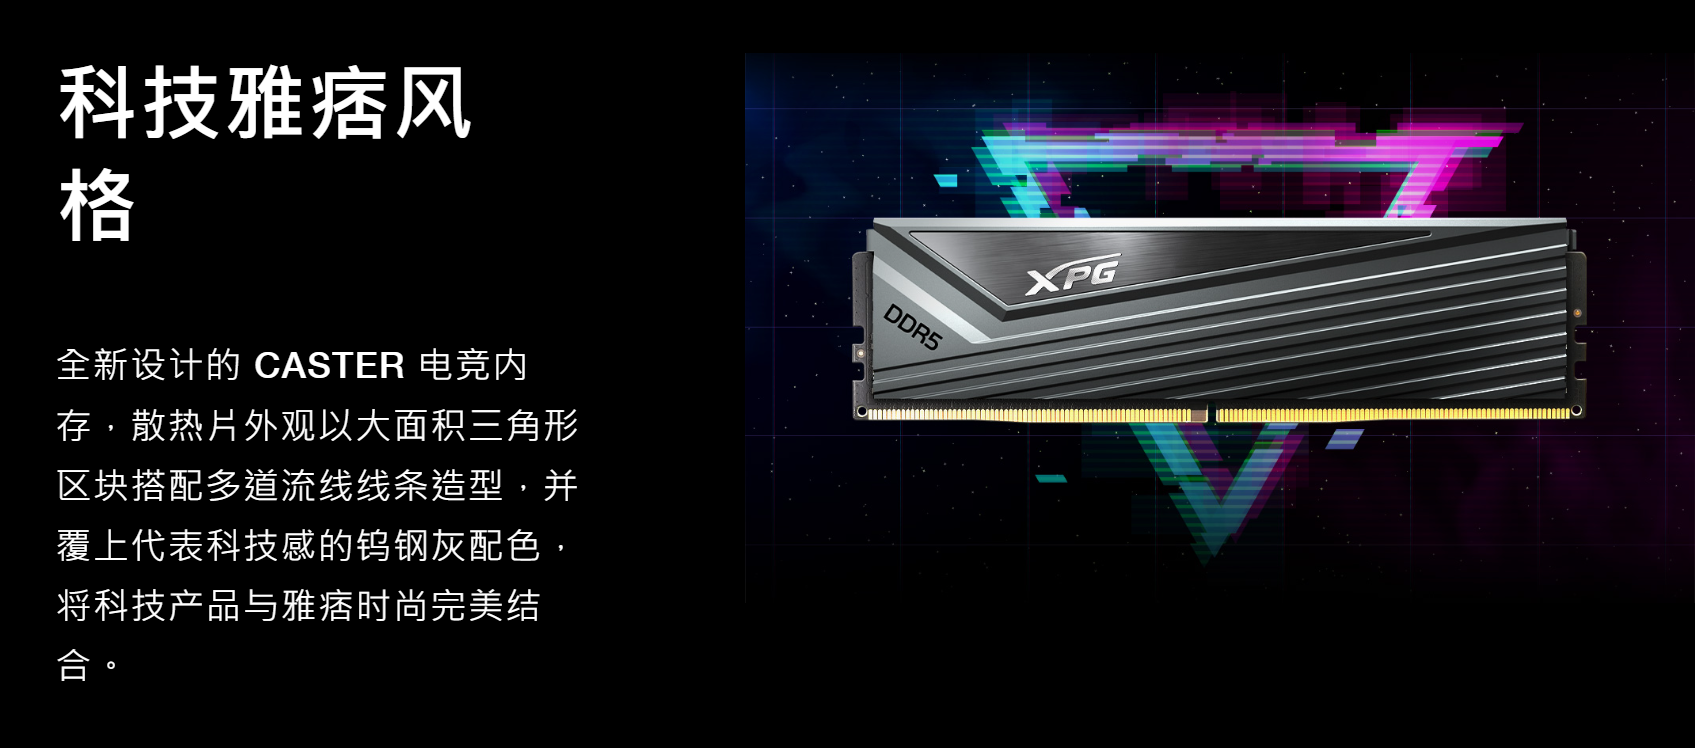 科技雅痞风
格
全新设计的 CASTER 电竞内
存，散热片外观以大面积三角形
区块搭配多道流线线条造型，并
覆上代表科技感的钨钢灰配色，
将科技产品与雅痞时尚完美结
合。
XPG
DDR5